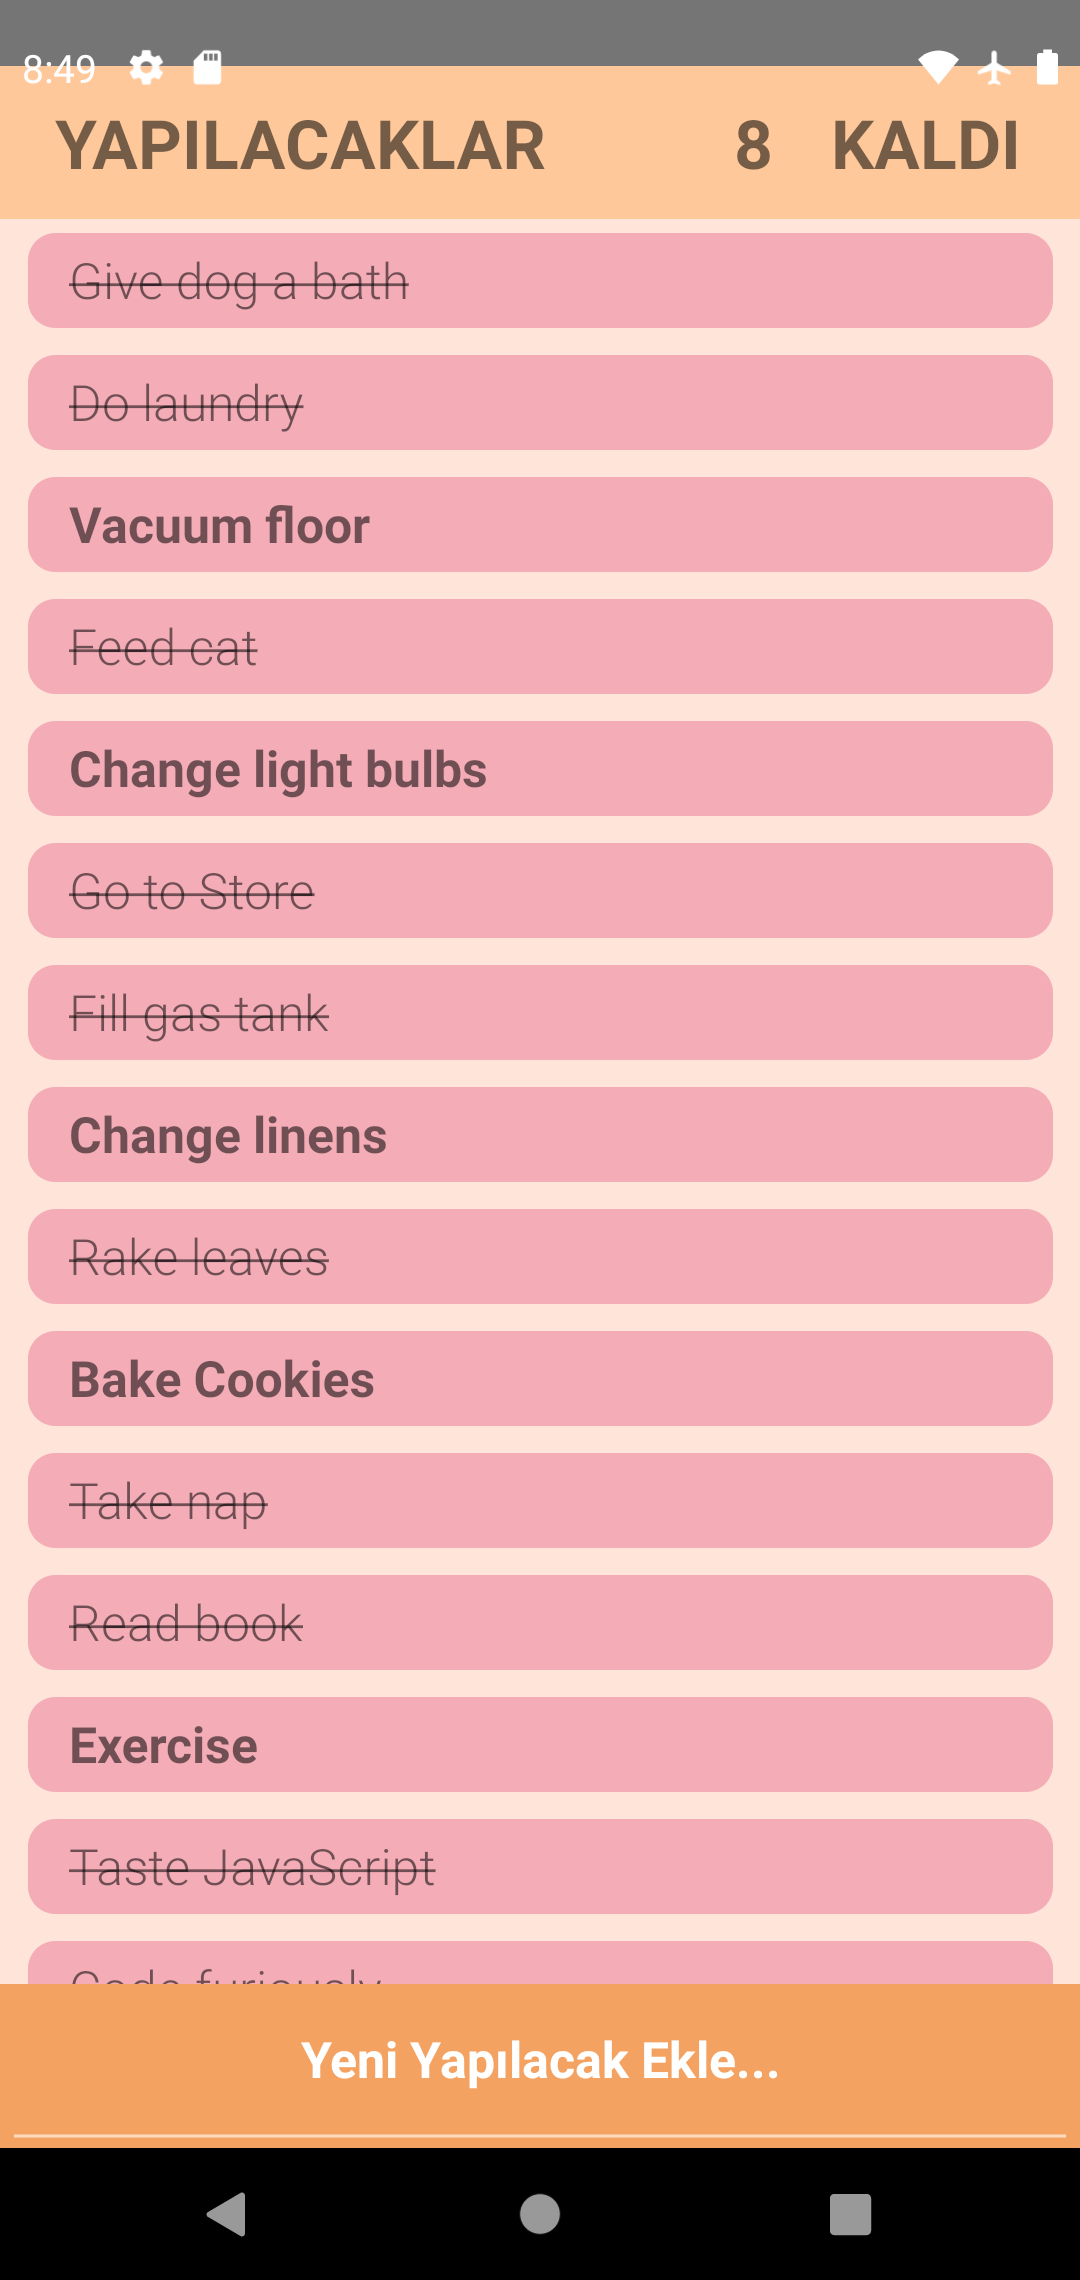 8:49
YAPILACAKLAR 8 KALDI
Give dog a bath
Do laundry
Vacuum floor
Feed cat
Change light bulbs
Go to Store
Fill gas tank
Change linens
Rake leaves
Bake Cookies
Take nap
Read book
Exercise
Taste JavaScript
Code furiously
Yeni Yapılacak Ekle...